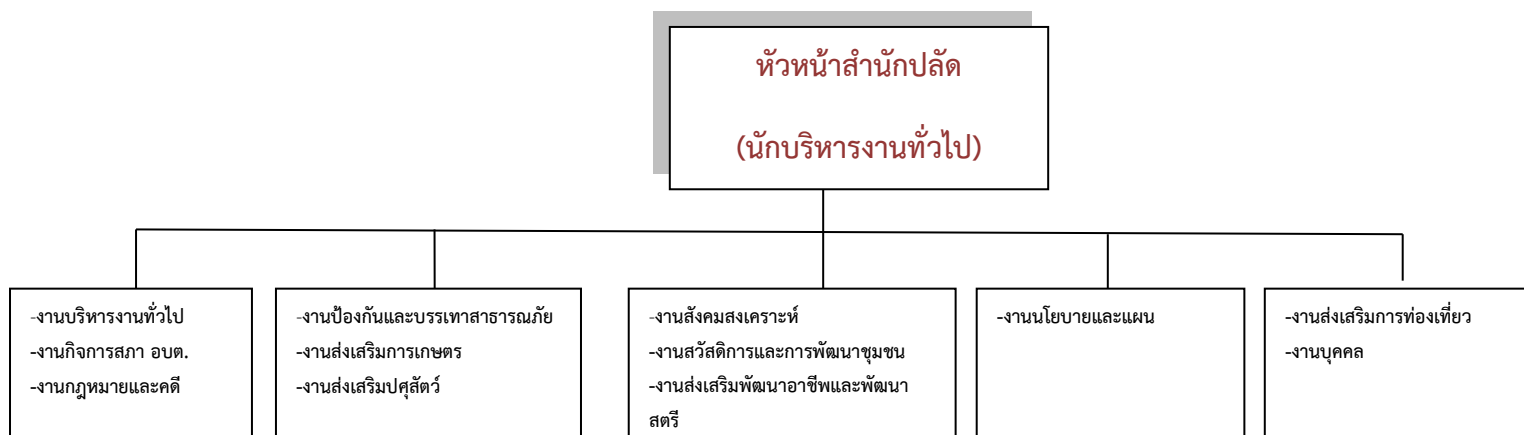 หัวหน้าสำนักปลัด
(นักบริหารงานทั่วไป)
-งานบริหารงานทั่วไป
-งานกิจการสภา อบต.
-งานกฎหมายและคดี
-งานป้องกันและบรรเทาสาธารณภัย
-งานส่งเสริมการเกษตร
-งานส่งเสริมปศุสัตว์
-งานสังคมสงเคราะห์
-งานสวัสดิการและการพัฒนาชุมชน
-งานส่งเสริมพัฒนาอาชีพและพัฒนา
สตรี
-งานนโยบายและแผน
-งานส่งเสริมการท่องเที่ยว
-งานบุคคล